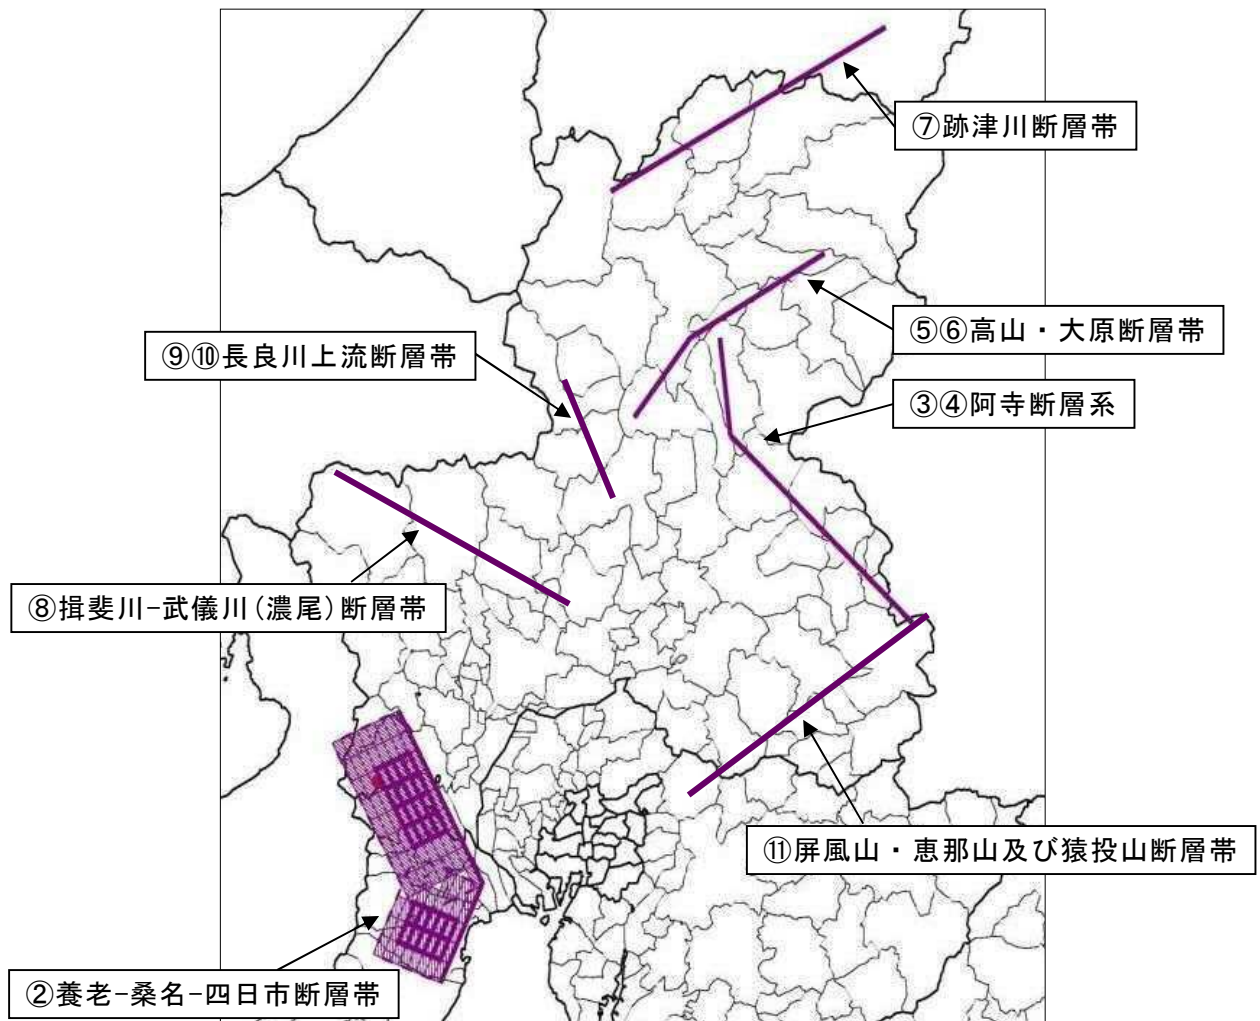 ⑦跡津川断層帯
⑤⑥高山・大原断層帯
⑨⑩長良川上流断層帯
③④阿寺断層系
⑧揖斐川-武儀川(濃尾)断層帯
⑪屏風山・恵那山及び猿投山断層帯
②養老-桑名-四日市断層帯